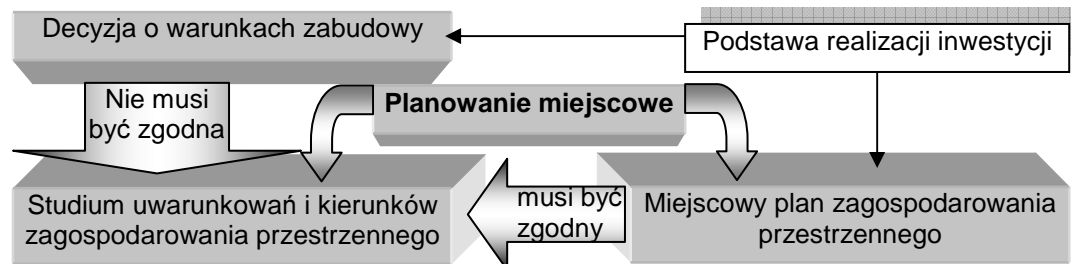 Decyzja o warunkach zabudowy
Podstawa realizacji inwestycji
Nie musi
być zgodna
Planowanie miejscowe
Studium uwarunkowań i kierunków
zagospodarowania przestrzennego
musi być
zgodny
Miejscowy plan zagospodarowania
przestrzennego